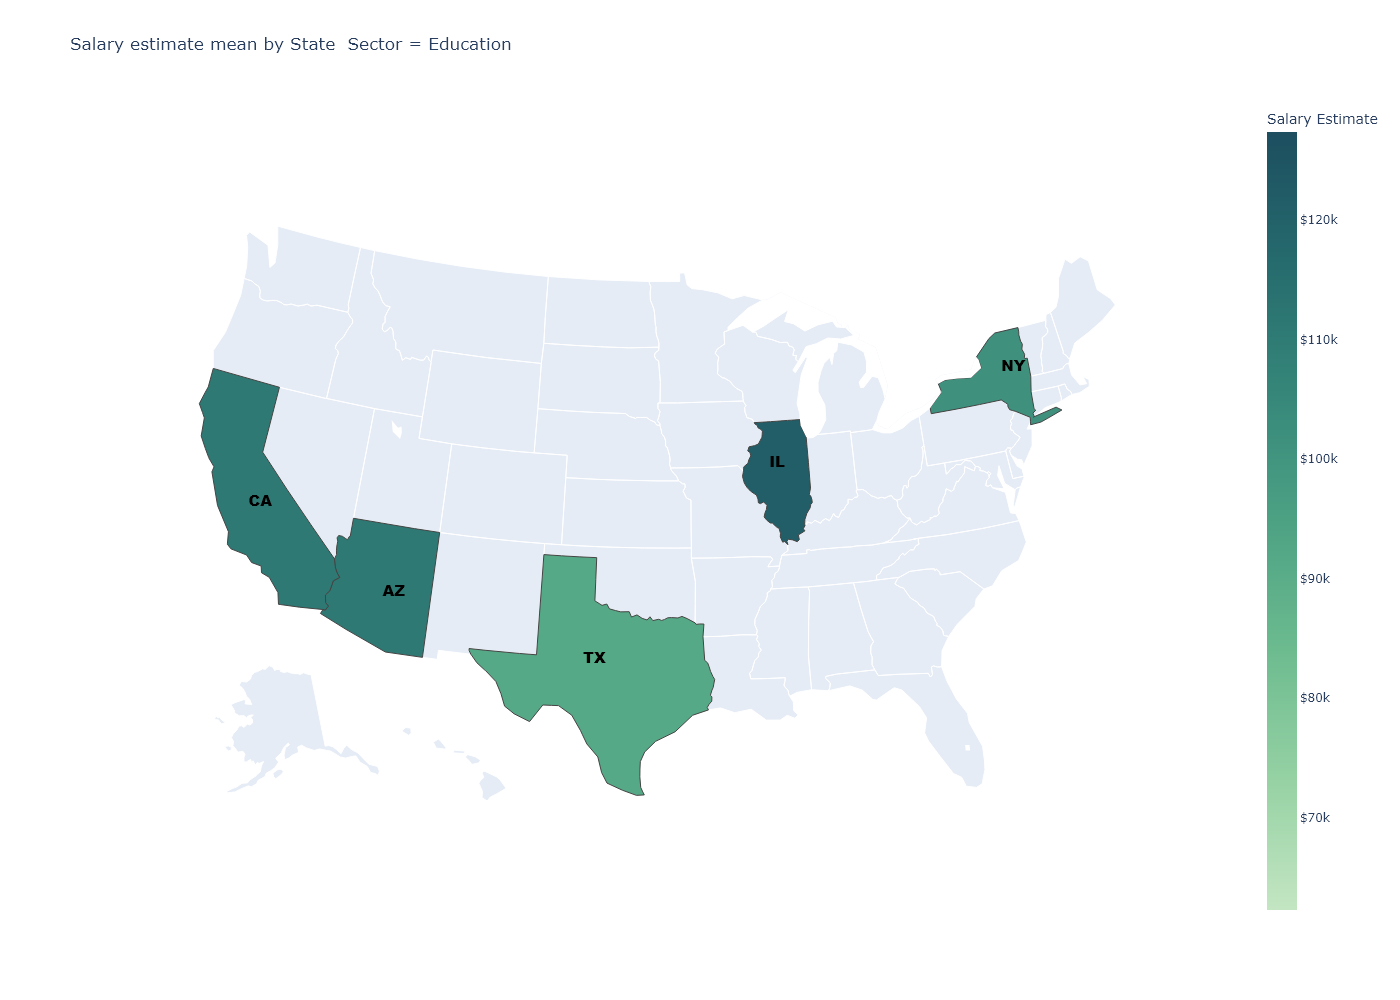 Salary estimate mean by State  Sector = Education
Salary Estimate
$120k
$110k
$100k
$90k
$80k
$70k
NY
IL
CA
AZ
TX